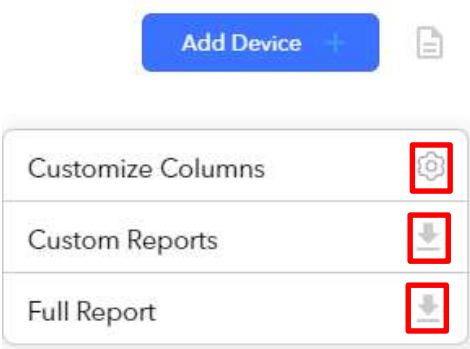 Add Device +
Customize Columns
Custom Reports
Full Report